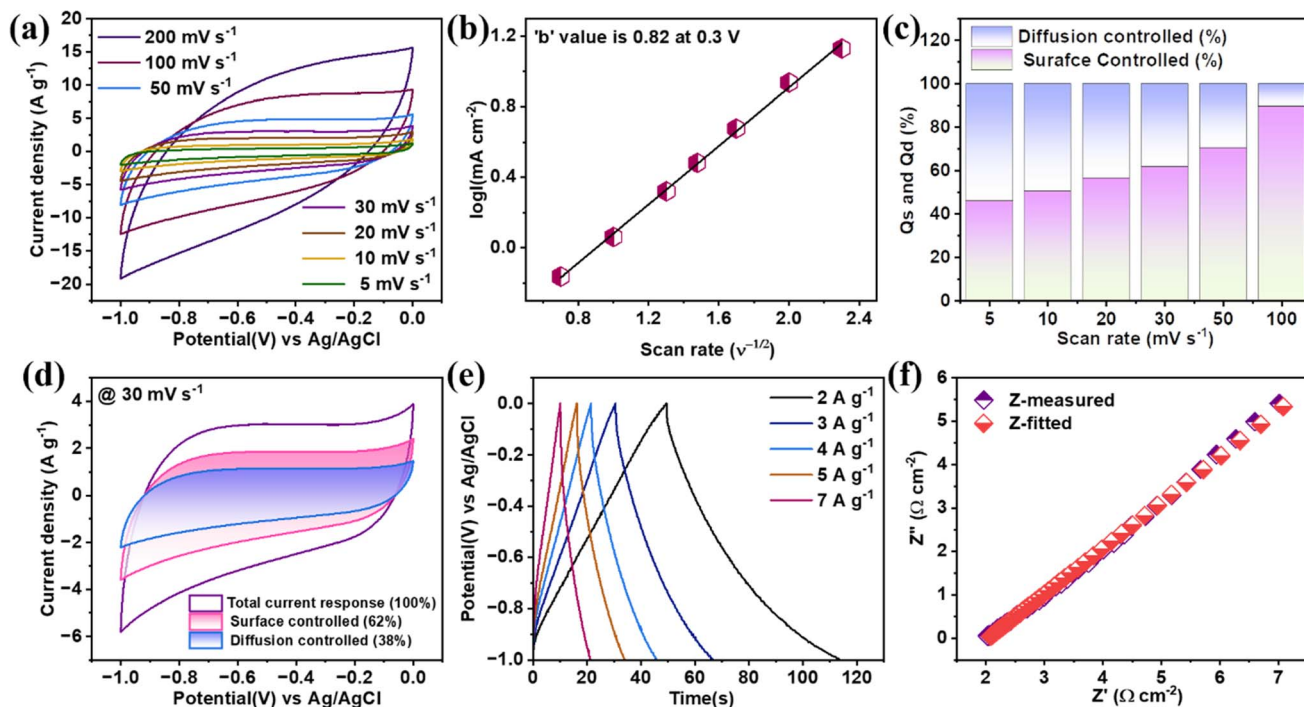 (a)
200 mV s⁻¹
100 mV s⁻¹
50 mV s⁻¹
30 mV s⁻¹
20 mV s⁻¹
10 mV s⁻¹
5 mV s⁻¹
20
15
10
5
0
−5
−10
−15
−20
Current density (A g⁻¹)
−1.0 −0.8 −0.6 −0.4 −0.2 0.0
Potential(V) vs Ag/AgCl
(b)
'b' value is 0.82 at 0.3 V
1.2
0.8
0.4
0.0
logI(mA cm⁻²)
0.8 1.2 1.6 2.0 2.4
Scan rate (ν⁻¹/²)
(c)
Diffusion controlled (%)
Surafce Controlled (%)
120
100
80
60
40
20
0
Qs and Qd (%)
5 10 20 30 50 100
Scan rate (mV s⁻¹)
(d)
@ 30 mV s⁻¹
4
2
0
−2
−4
−6
Current density (A g⁻¹)
Total current response (100%)
Surface controlled (62%)
Diffusion controlled (38%)
−1.0 −0.8 −0.6 −0.4 −0.2 0.0
Potential(V) vs Ag/AgCl
(e)
2 A g⁻¹
3 A g⁻¹
4 A g⁻¹
5 A g⁻¹
7 A g⁻¹
0.0
−0.2
−0.4
−0.6
−0.8
−1.0
Potential(V) vs Ag/AgCl
0 20 40 60 80 100 120
Time(s)
(f)
Z-measured
Z-fitted
6
5
4
3
2
1
0
Z'' (Ω cm⁻²)
2 3 4 5 6 7
Z' (Ω cm⁻²)